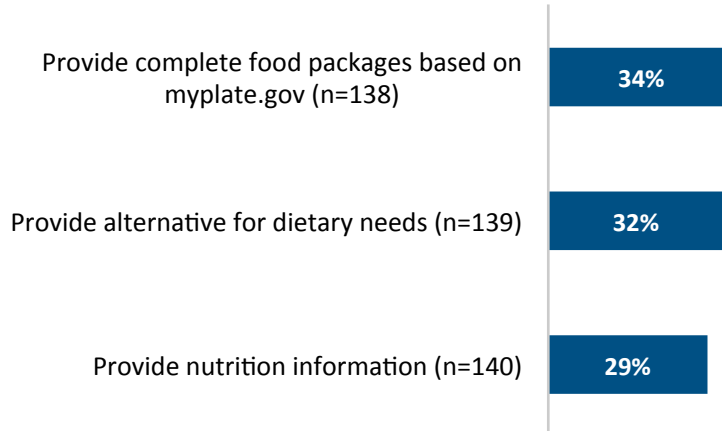 Provide complete food packages based on
myplate.gov (n=138)
34%
Provide alternative for dietary needs (n=139)
32%
Provide nutrition information (n=140)
29%